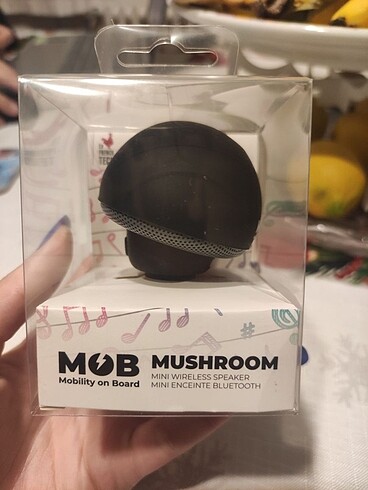 MOB
Mobility on Board
MUSHROOM
MINI WIRELESS SPEAKER
MINI ENCEINTE BLUETOOTH